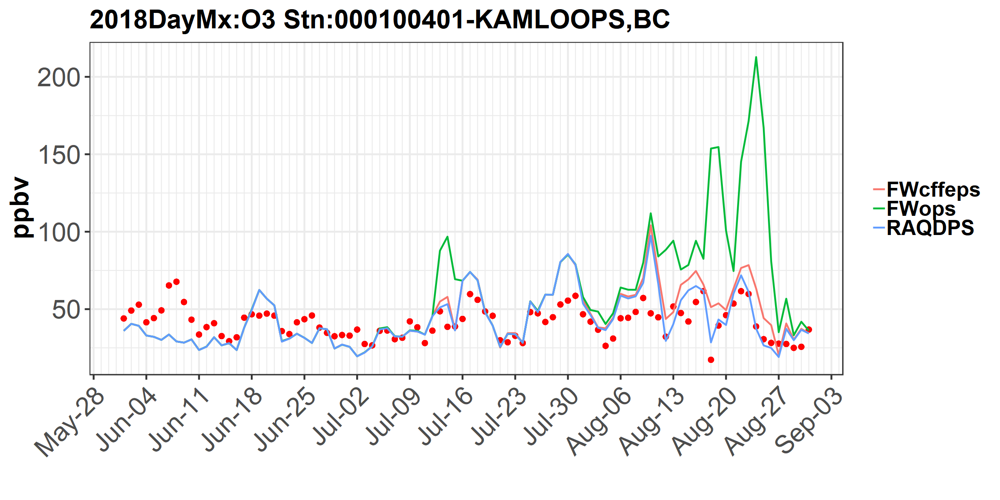 2018DayMx:O3 Stn:000100401-KAMLOOPS,BC
ppbv
200
150
100
50
May-28
Jun-04
Jun-11
Jun-18
Jun-25
Jul-02
Jul-09
Jul-16
Jul-23
Jul-30
Aug-06
Aug-13
Aug-20
Aug-27
Sep-03
FWcffeps
FWops
RAQDPS